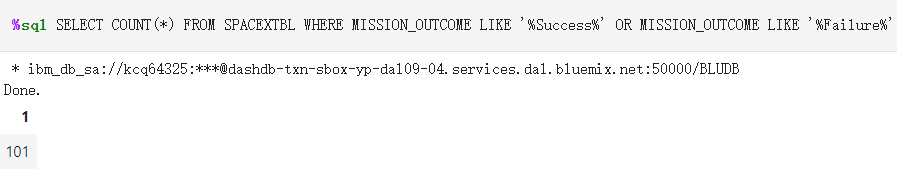 %sql SELECT COUNT(*) FROM SPACEXTBL WHERE MISSION_OUTCOME LIKE '%Success%' OR MISSION_OUTCOME LIKE '%Failure%'
* ibm_db_sa://kcq64325:***@dashdb-txn-sbox-yp-dal09-04.services.dal.bluemix.net:50000/BLUDB
Done.
1
101